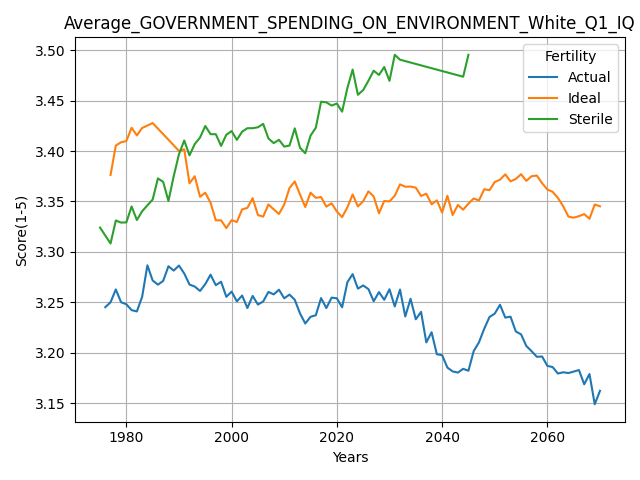 Average_GOVERNMENT_SPENDING_ON_ENVIRONMENT_White_Q1_IQ
Fertility
Actual
Ideal
Sterile
Score(1-5)
3.50
3.45
3.40
3.35
3.30
3.25
3.20
3.15
1980 2000 2020 2040 2060
Years